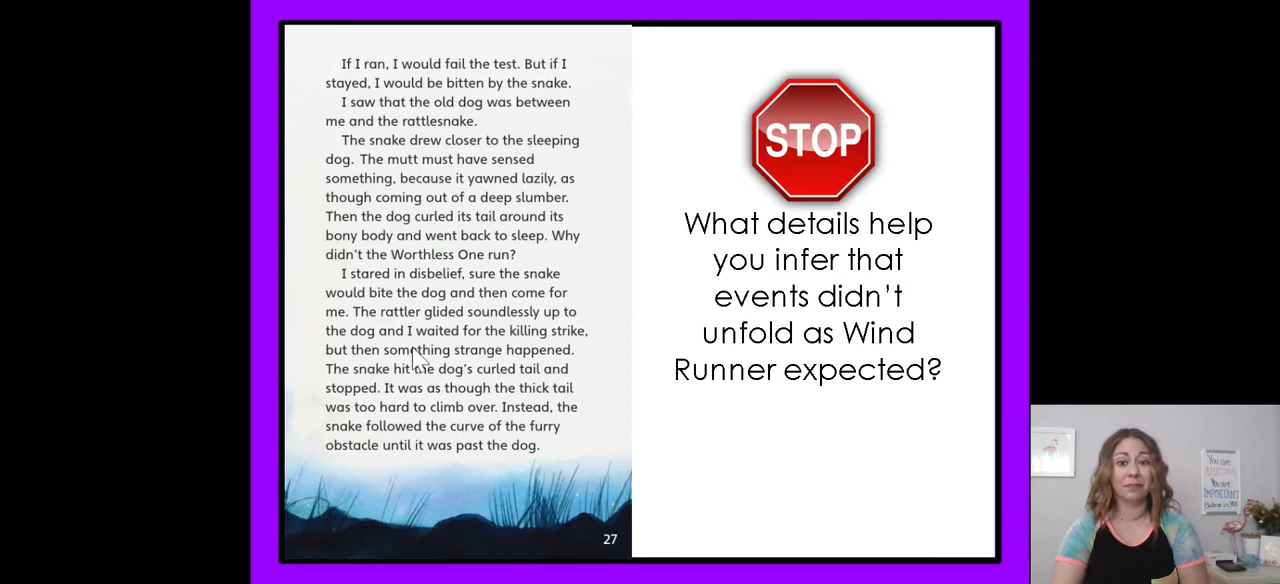 If I ran, I would fail the test. But if I
stayed, I would be bitten by the snake.
I saw that the old dog was between
me and the rattlesnake.
The snake drew closer to the sleeping
dog. The mutt must have sensed
something, because it yawned lazily, as
though coming out of a deep slumber.
Then the dog curled its tail around its
bony body and went back to sleep. Why
didn’t the Worthless One run?
I stared in disbelief, sure the snake
would bite the dog and then come for
me. The rattler glided soundlessly up to
the dog and I waited for the killing strike,
but then something strange happened.
The snake hit the dog’s curled tail and
stopped. It was as though the thick tail
was too hard to climb over. Instead, the
snake followed the curve of the furry
obstacle until it was past the dog.
27
STOP
What details help
you infer that
events didn’t
unfold as Wind
Runner expected?
You are
AMAZING
You are
IMPORTANT